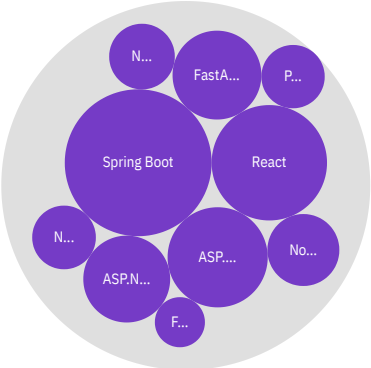 N...
FastA...
P...
Spring Boot
React
N...
ASP....
No...
ASP.N...
F...